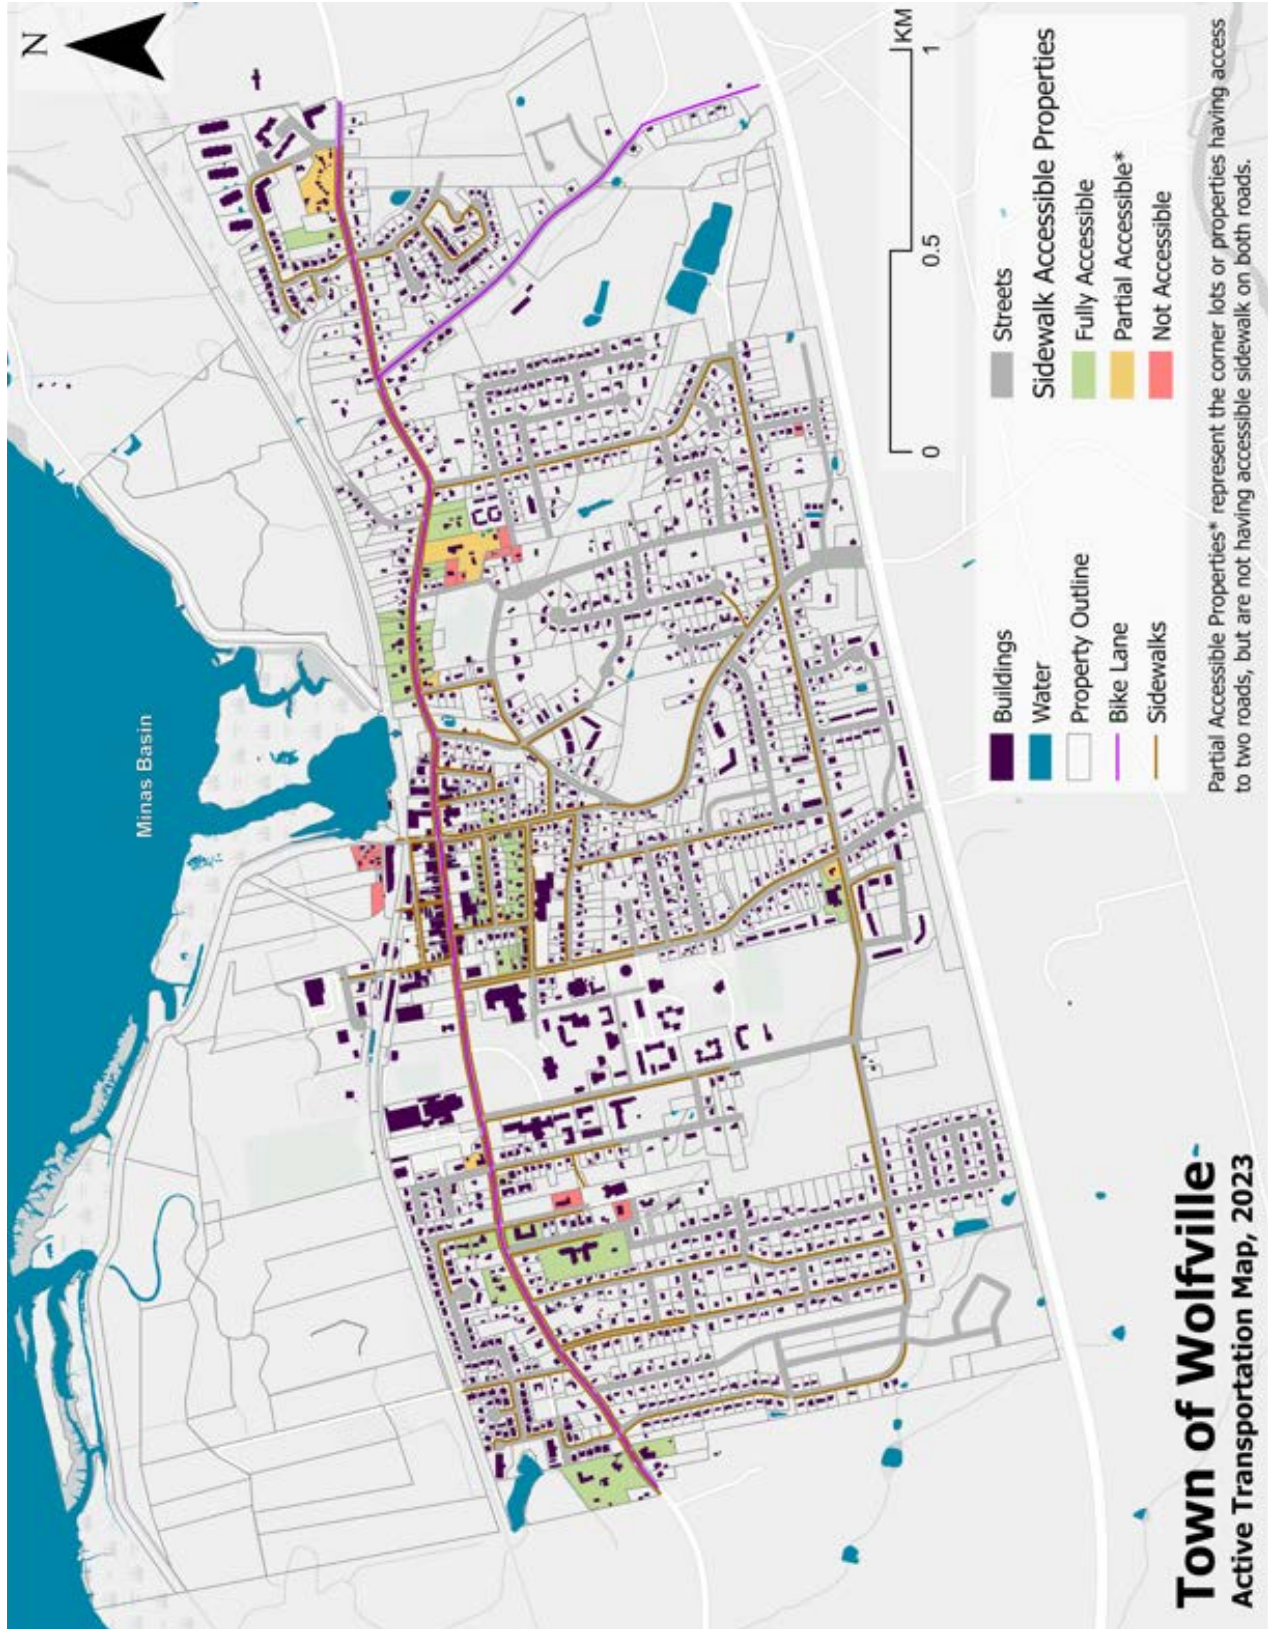 N
Minas Basin
Town of Wolfville
Active Transportation Map, 2023
Buildings
Water
Property Outline
Bike Lane
Sidewalks
Streets
Sidewalk Accessible Properties
Fully Accessible
Partial Accessible*
Not Accessible
0
0.5
1
KM
Partial Accessible Properties* represent the corner lots or properties having access
to two roads, but are not having accessible sidewalk on both roads.